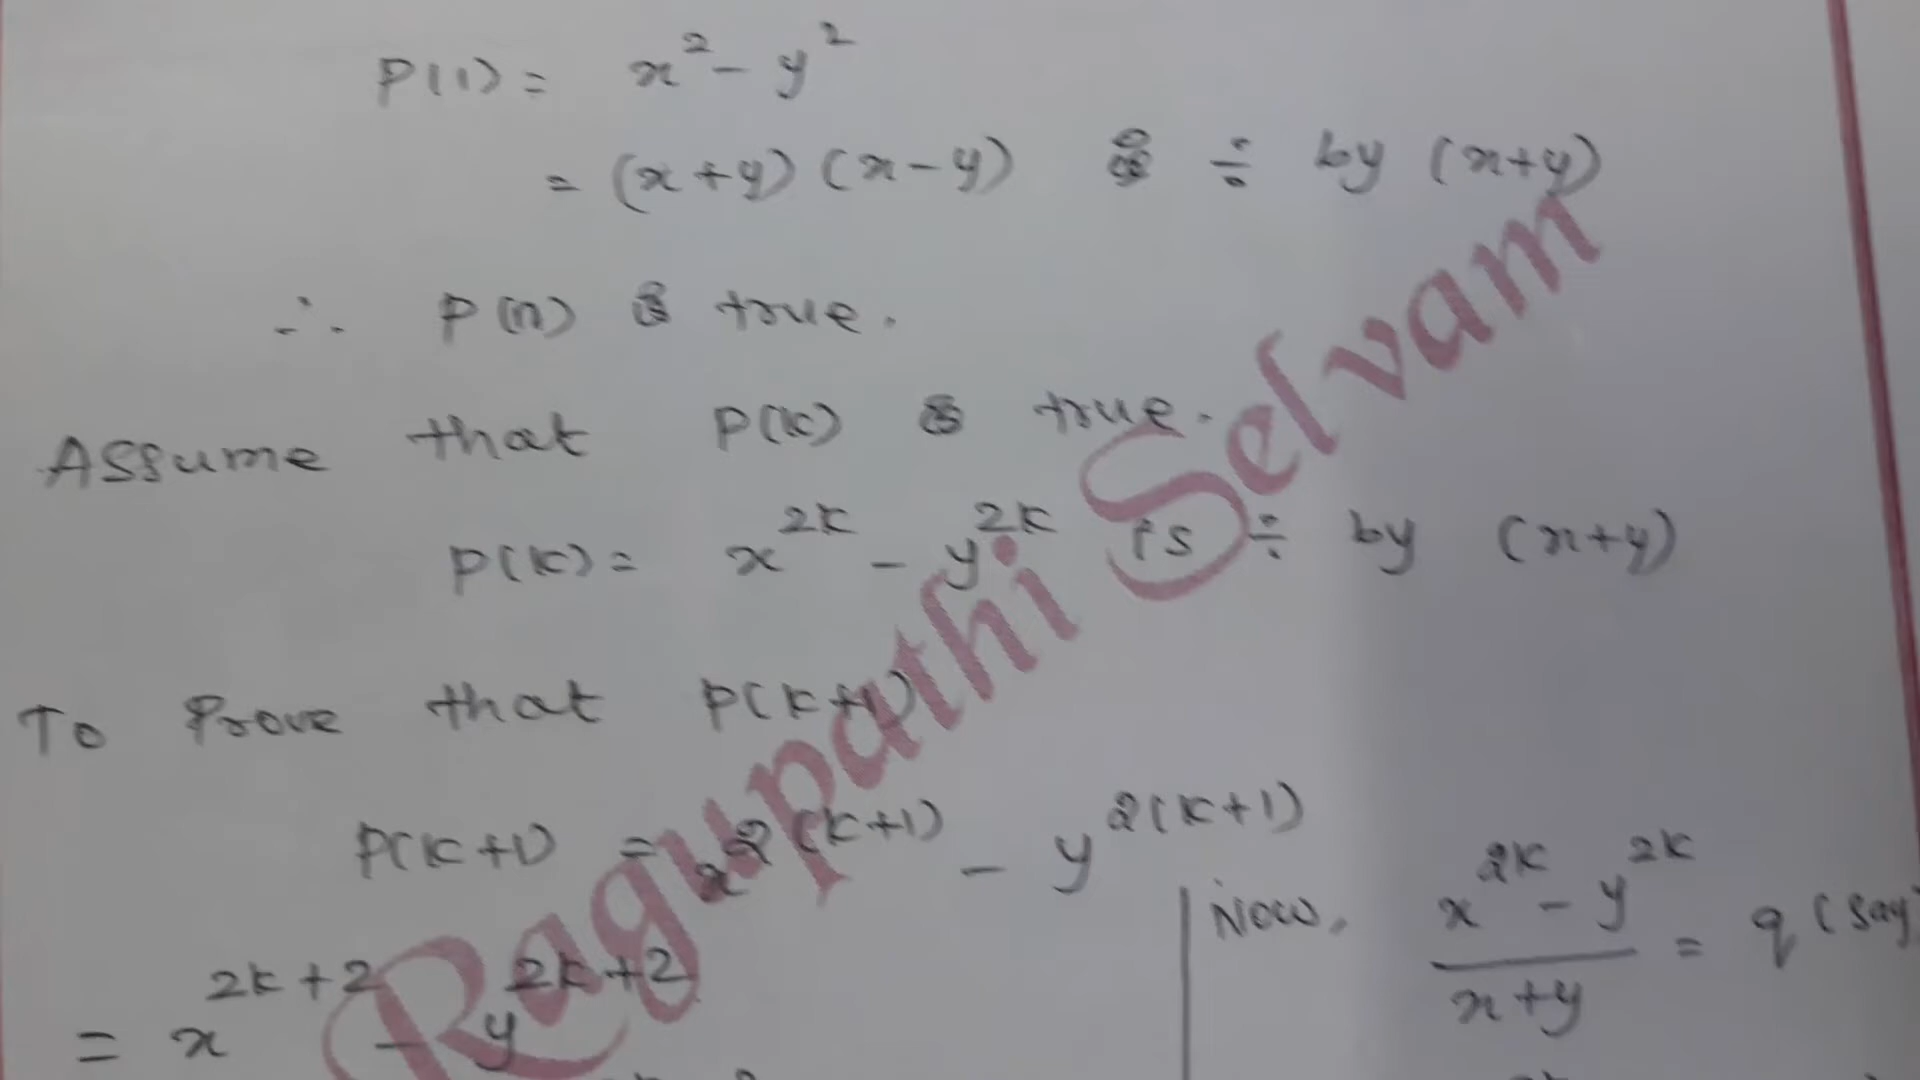 P(1) = x² - y²
= (x+y) (x-y) is ÷ by (x+y)
∴ P(n) is true.
Assume that P(k) is true.
P(k) = x^2k - y^2k is ÷ by (x+y)
To Prove that P(k+1)
P(k+1) = x^2(k+1) - y^2(k+1)
Now, (x^2k - y^2k)/(x+y) = q (say)
= x^2k+2 - y^2k+2
Ragupathi Selvam